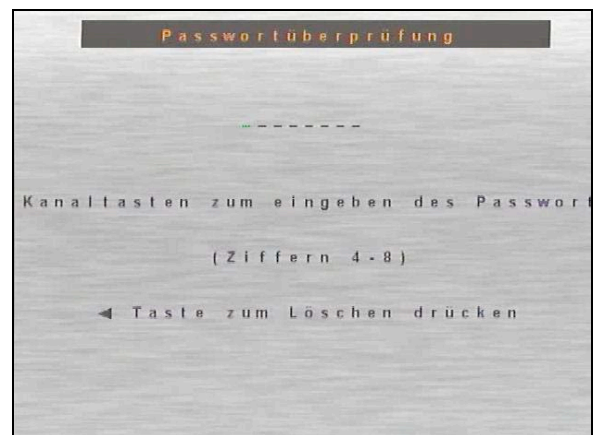 Passwortüberprüfung
--------
Kanaltasten zum eingeben des Passwort
(Ziffern 4-8)
◄ Taste zum Löschen drücken